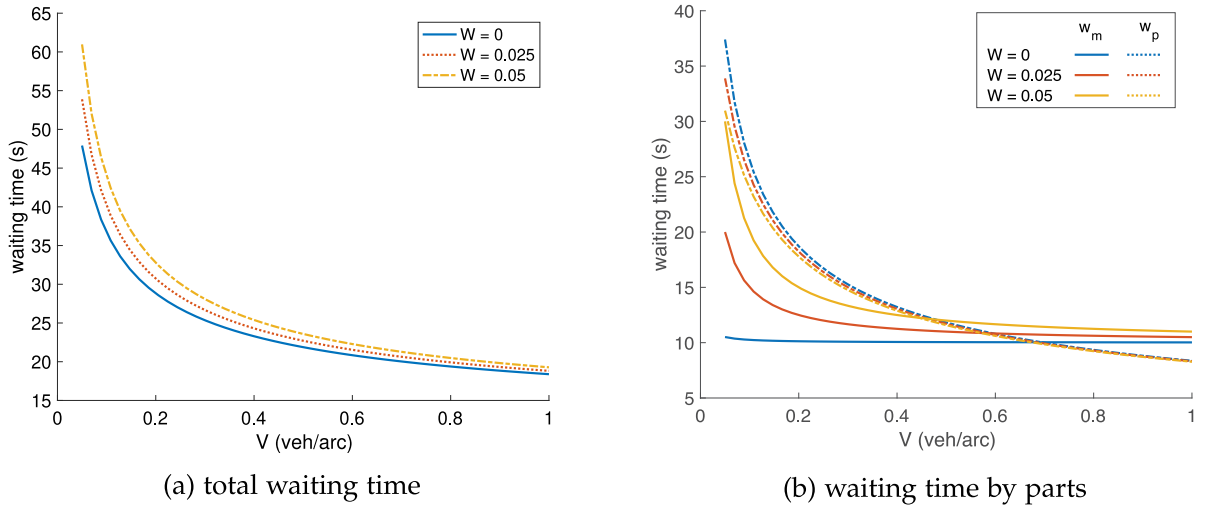 65
60
55
50
45
40
35
30
25
20
15
waiting time (s)
0
0.2
0.4
0.6
0.8
1
V (veh/arc)
W = 0
W = 0.025
W = 0.05
(a) total waiting time
40
35
30
25
20
15
10
5
waiting time (s)
0
0.2
0.4
0.6
0.8
1
V (veh/arc)
w_m w_p
W = 0
W = 0.025
W = 0.05
(b) waiting time by parts